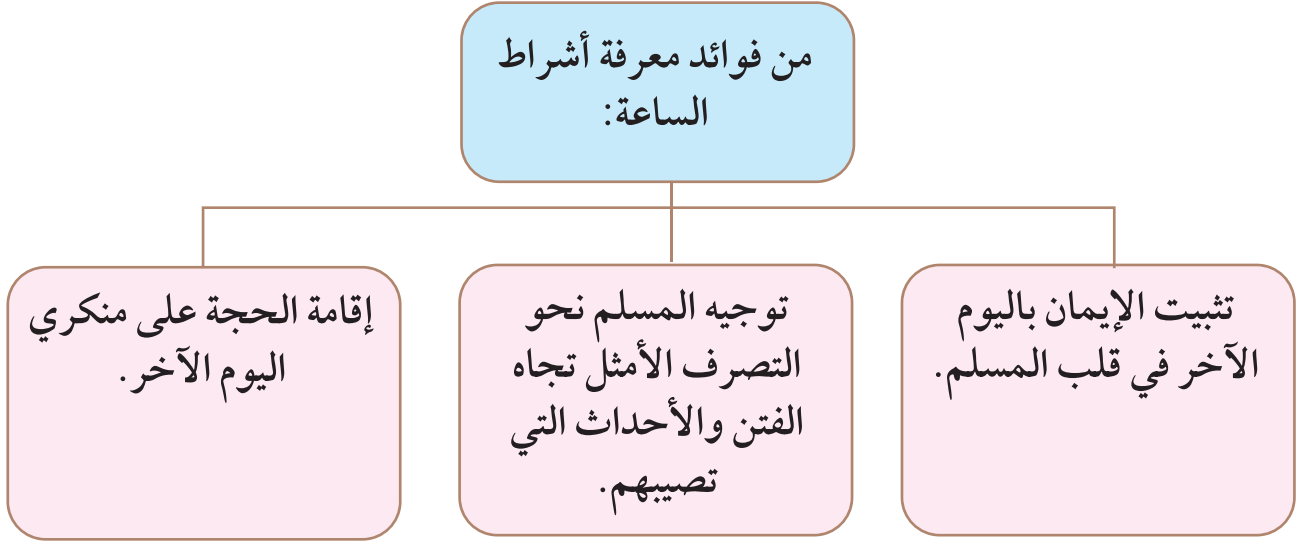 من فوائد معرفة أشراط
الساعة:
تثبيت الإيمان باليوم
الآخر في قلب المسلم.
توجيه المسلم نحو
التصرف الأمثل تجاه
الفتن والأحداث التي
تصيبهم.
إقامة الحجة على منكري
اليوم الآخر.